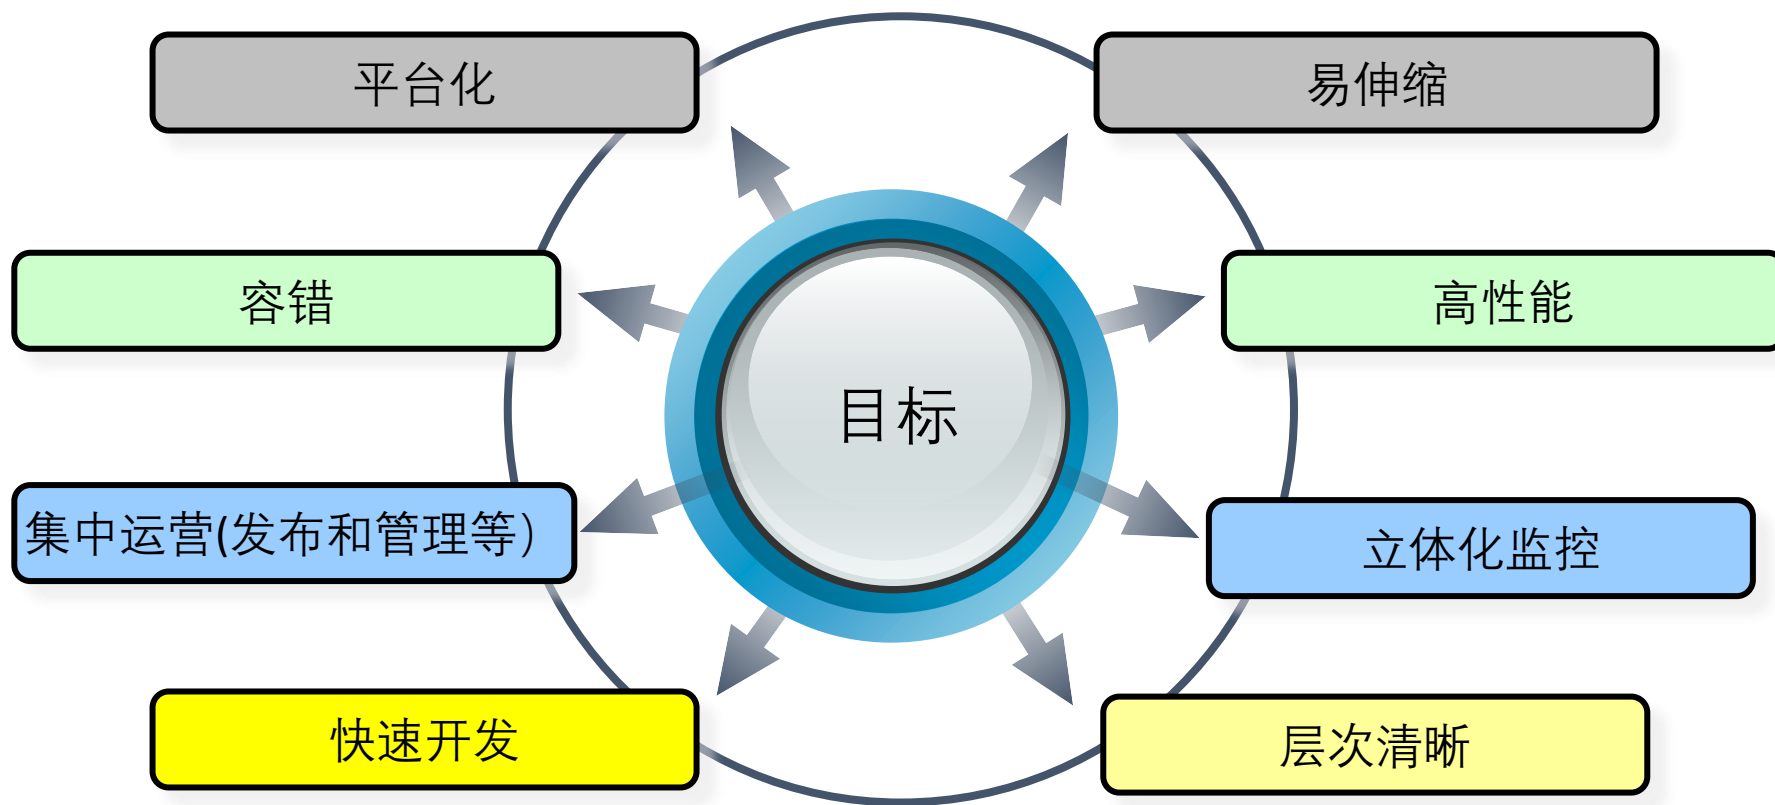 平台化
易伸缩
容错
高性能
目标
集中运营(发布和管理等）
立体化监控
快速开发
层次清晰